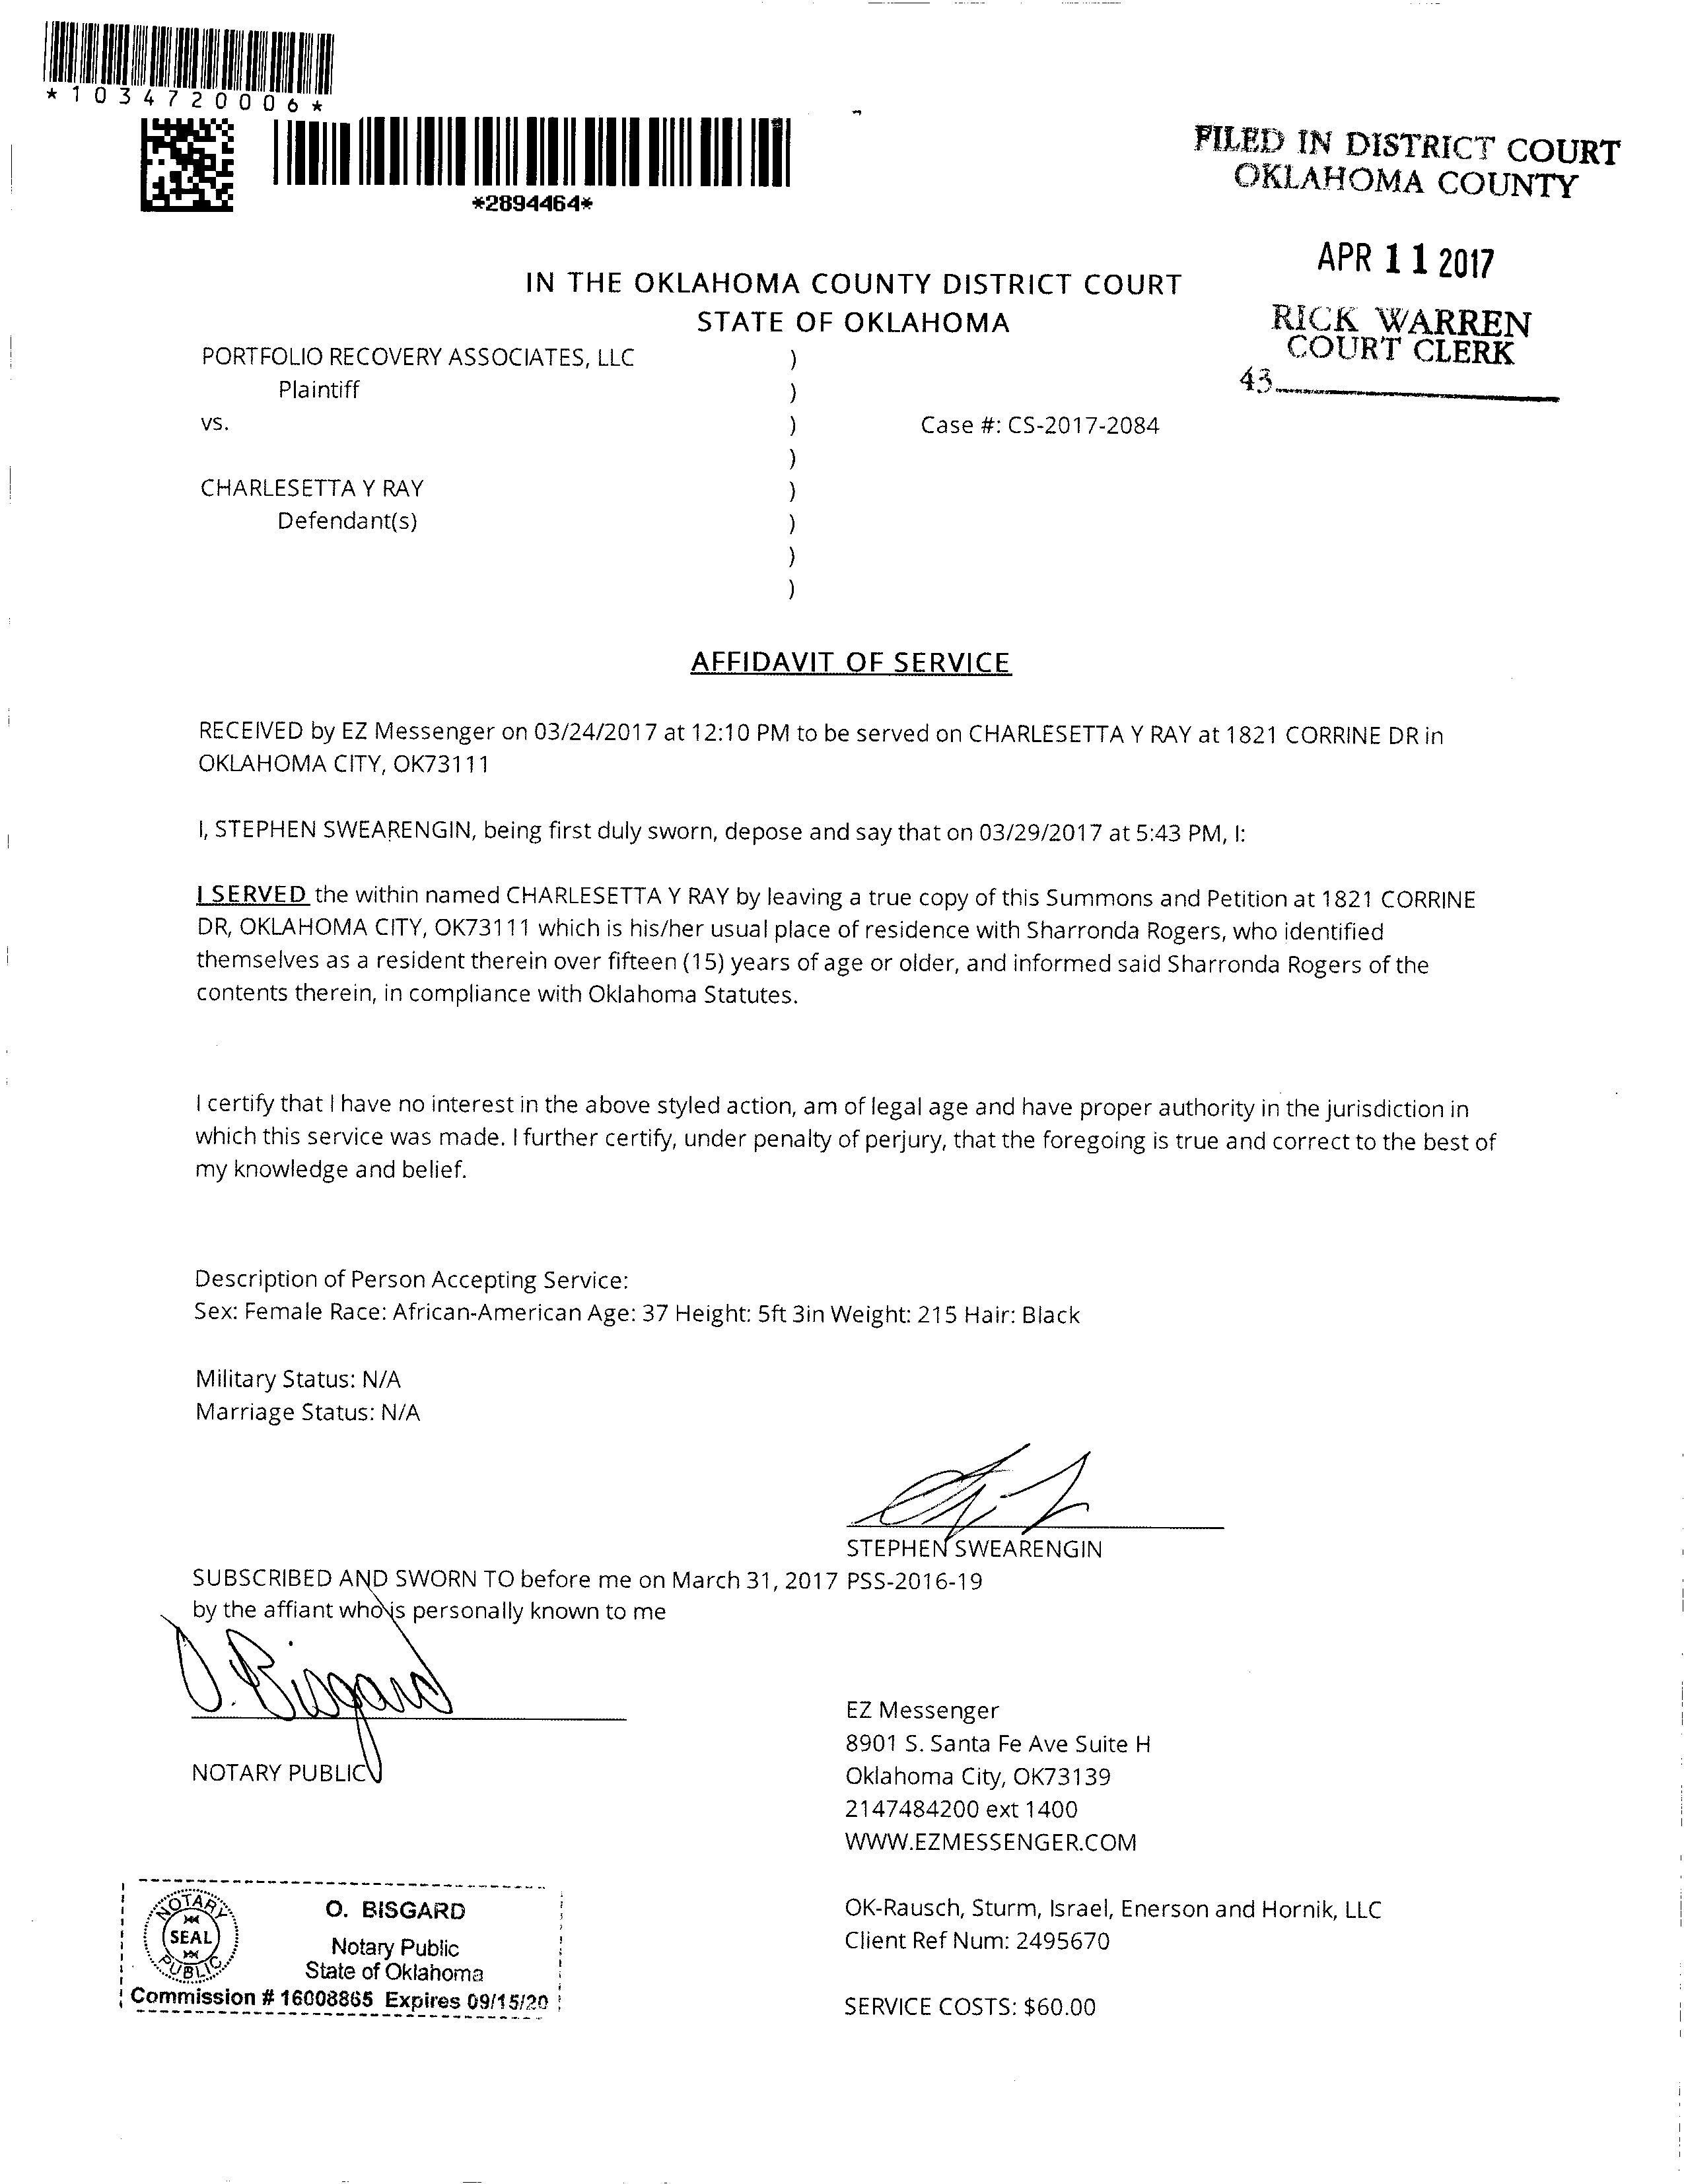 *1034720006*
*2894464*
FILED IN DISTRICT COURT
OKLAHOMA COUNTY
APR 11 2017
RICK WARREN
COURT CLERK
43
IN THE OKLAHOMA COUNTY DISTRICT COURT
STATE OF OKLAHOMA
PORTFOLIO RECOVERY ASSOCIATES, LLC )
Plaintiff )
vs. ) Case #: CS-2017-2084
)
CHARLESETTA Y RAY )
Defendant(s) )
)
)
AFFIDAVIT OF SERVICE
RECEIVED by EZ Messenger on 03/24/2017 at 12:10 PM to be served on CHARLESETTA Y RAY at 1821 CORRINE DR in
OKLAHOMA CITY, OK73111
I, STEPHEN SWEARENGIN, being first duly sworn, depose and say that on 03/29/2017 at 5:43 PM, I:
I SERVED the within named CHARLESETTA Y RAY by leaving a true copy of this Summons and Petition at 1821 CORRINE
DR, OKLAHOMA CITY, OK73111 which is his/her usual place of residence with Sharronda Rogers, who identified
themselves as a resident therein over fifteen (15) years of age or older, and informed said Sharronda Rogers of the
contents therein, in compliance with Oklahoma Statutes.
I certify that I have no interest in the above styled action, am of legal age and have proper authority in the jurisdiction in
which this service was made. I further certify, under penalty of perjury, that the foregoing is true and correct to the best of
my knowledge and belief.
Description of Person Accepting Service:
Sex: Female Race: African-American Age: 37 Height: 5ft 3in Weight: 215 Hair: Black
Military Status: N/A
Marriage Status: N/A
STEPHEN SWEARENGIN
SUBSCRIBED AND SWORN TO before me on March 31, 2017 PSS-2016-19
by the affiant who is personally known to me
O. Bisgard
NOTARY PUBLIC
EZ Messenger
8901 S. Santa Fe Ave Suite H
Oklahoma City, OK73139
2147484200 ext 1400
WWW.EZMESSENGER.COM
NOTARY
SEAL
PUBLIC
O. BISGARD
Notary Public
State of Oklahoma
Commission # 16008865 Expires 09/15/20
OK-Rausch, Sturm, Israel, Enerson and Hornik, LLC
Client Ref Num: 2495670
SERVICE COSTS: $60.00